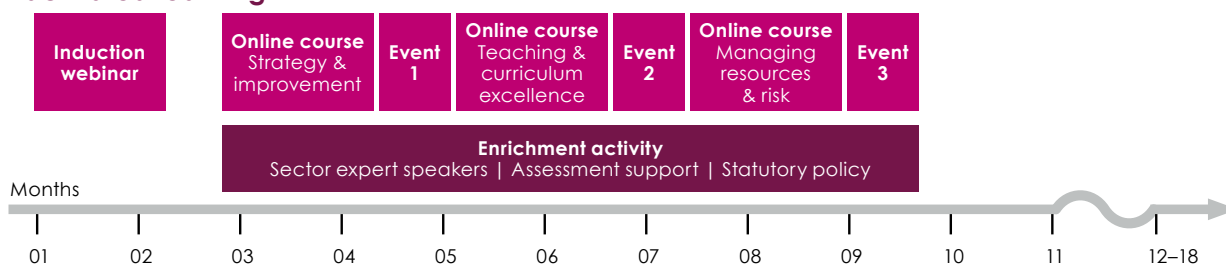 Induction
webinar
Online course
Strategy &
improvement
Event
1
Online course
Teaching &
curriculum
excellence
Event
2
Online course
Managing
resources
& risk
Event
3
Enrichment activity
Sector expert speakers | Assessment support | Statutory policy
Months
01 02 03 04 05 06 07 08 09 10 11 12–18